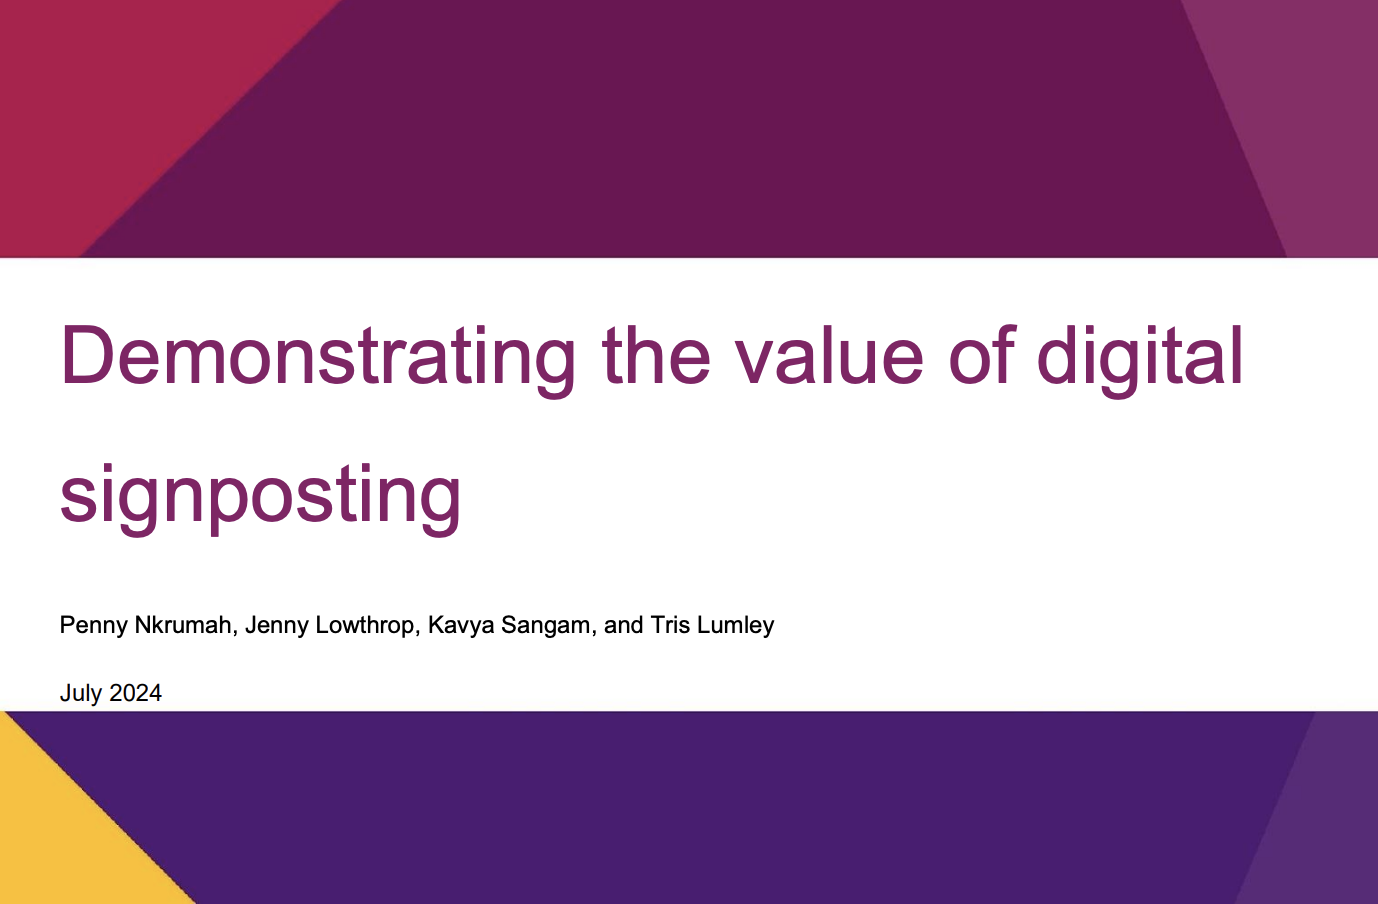 Demonstrating the value of digital
signposting
Penny Nkrumah, Jenny Lowthrop, Kavya Sangam, and Tris Lumley
July 2024